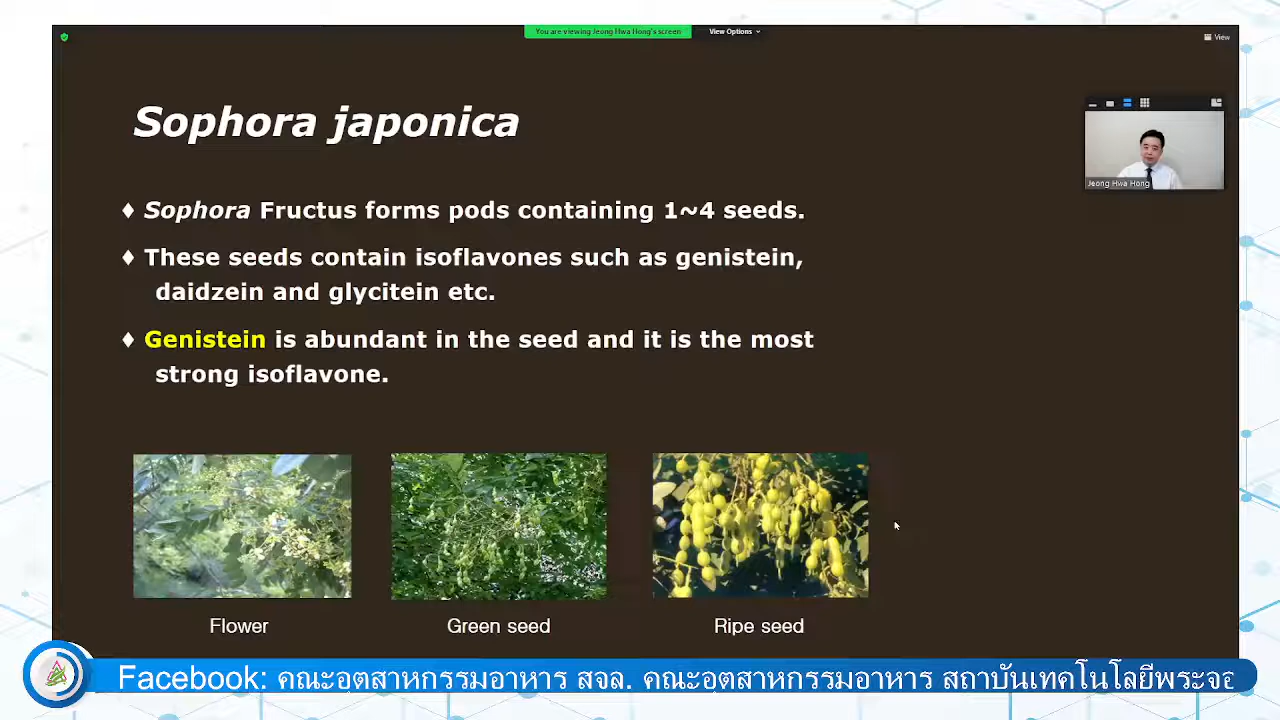 You are viewing Jeong Hwa Hong's screen
View Options
View
Sophora japonica
Jeong Hwa Hong
♦ Sophora Fructus forms pods containing 1~4 seeds.
♦ These seeds contain isoflavones such as genistein,
daidzein and glycitein etc.
♦ Genistein is abundant in the seed and it is the most
strong isoflavone.
Flower
Green seed
Ripe seed
Facebook: คณะอุตสาหกรรมอาหาร สจล. คณะอุตสาหกรรมอาหาร สถาบันเทคโนโลยีพระจอ